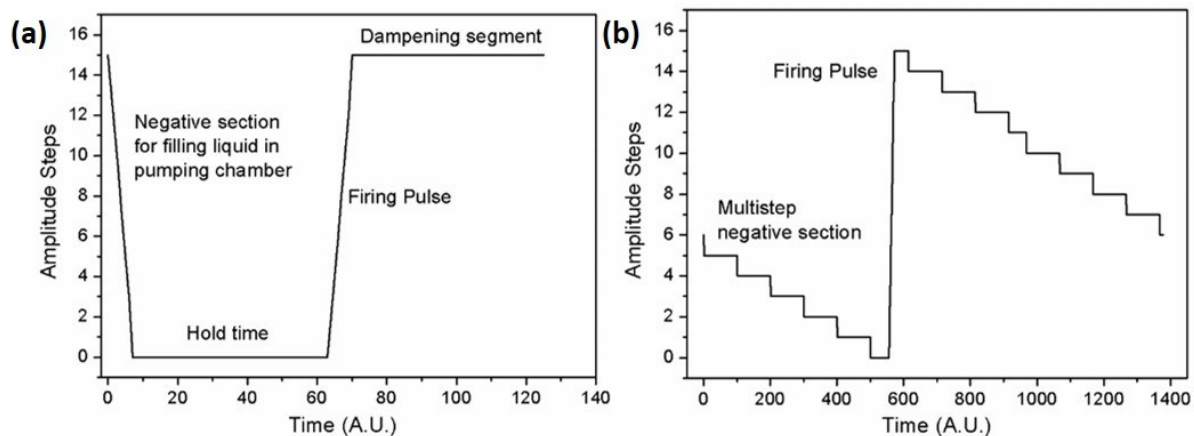 (a)
Amplitude Steps
16
14
12
10
8
6
4
2
0
Dampening segment
Negative section
for filling liquid in
pumping chamber
Firing Pulse
Hold time
0 20 40 60 80 100 120 140
Time (A.U.)
(b)
Amplitude Steps
16
14
12
10
8
6
4
2
0
Firing Pulse
Multistep
negative section
0 200 400 600 800 1000 1200 1400
Time (A.U.)